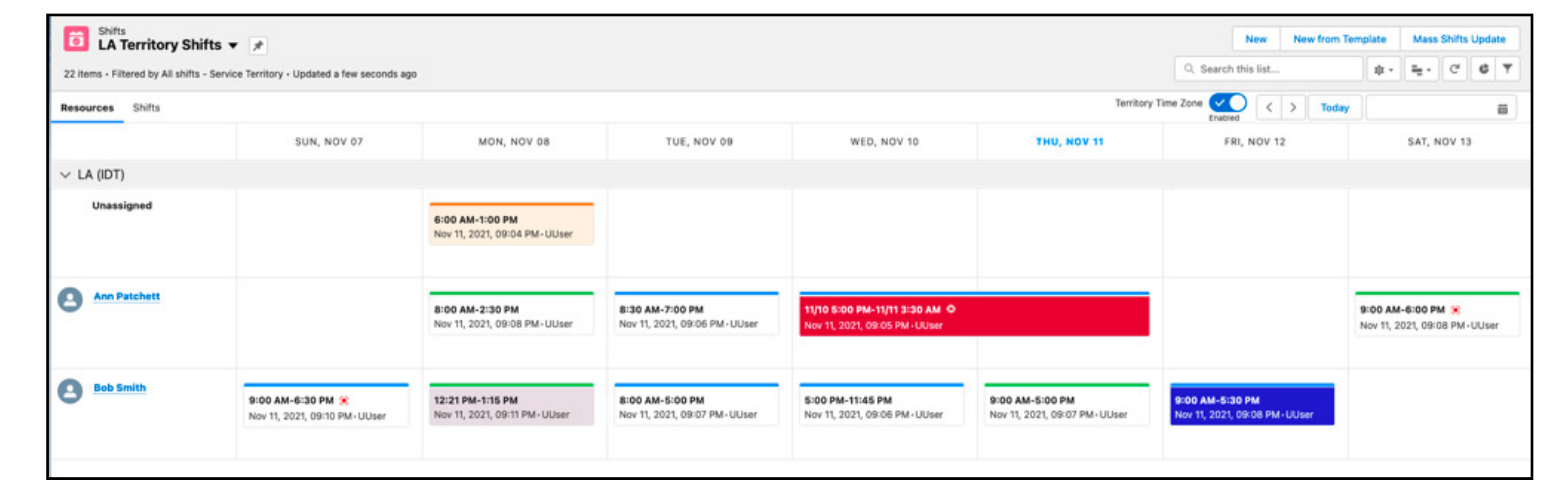 Shifts
LA Territory Shifts
New New from Template Mass Shifts Update
22 items • Filtered by All shifts - Service Territory • Updated a few seconds ago
Search this list...
Resources Shifts
Territory Time Zone
Enabled
Today
SUN, NOV 07 MON, NOV 08 TUE, NOV 09 WED, NOV 10 THU, NOV 11 FRI, NOV 12 SAT, NOV 13
LA (IDT)
Unassigned
6:00 AM-1:00 PM
Nov 11, 2021, 09:04 PM • UUser
Ann Patchett
8:00 AM-2:30 PM 8:30 AM-7:00 PM 11/10 5:00 PM-11/11 3:30 AM 9:00 AM-6:00 PM
Nov 11, 2021, 09:08 PM • UUser Nov 11, 2021, 09:06 PM • UUser Nov 11, 2021, 09:05 PM • UUser Nov 11, 2021, 09:08 PM • UUser
Bob Smith
9:00 AM-6:30 PM 12:21 PM-1:15 PM 8:00 AM-5:00 PM 5:00 PM-11:45 PM 9:00 AM-5:00 PM 9:00 AM-5:30 PM
Nov 11, 2021, 09:10 PM • UUser Nov 11, 2021, 09:11 PM • UUser Nov 11, 2021, 09:07 PM • UUser Nov 11, 2021, 09:06 PM • UUser Nov 11, 2021, 09:07 PM • UUser Nov 11, 2021, 09:08 PM • UUser